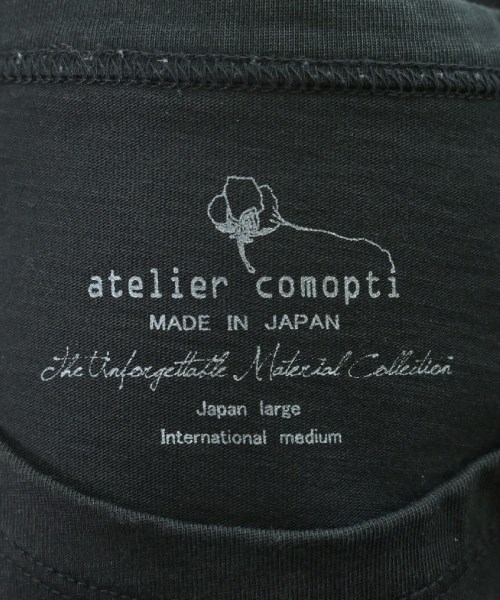 atelier comopti
MADE IN JAPAN
The Unforgettable Material Collection
Japan large
International medium